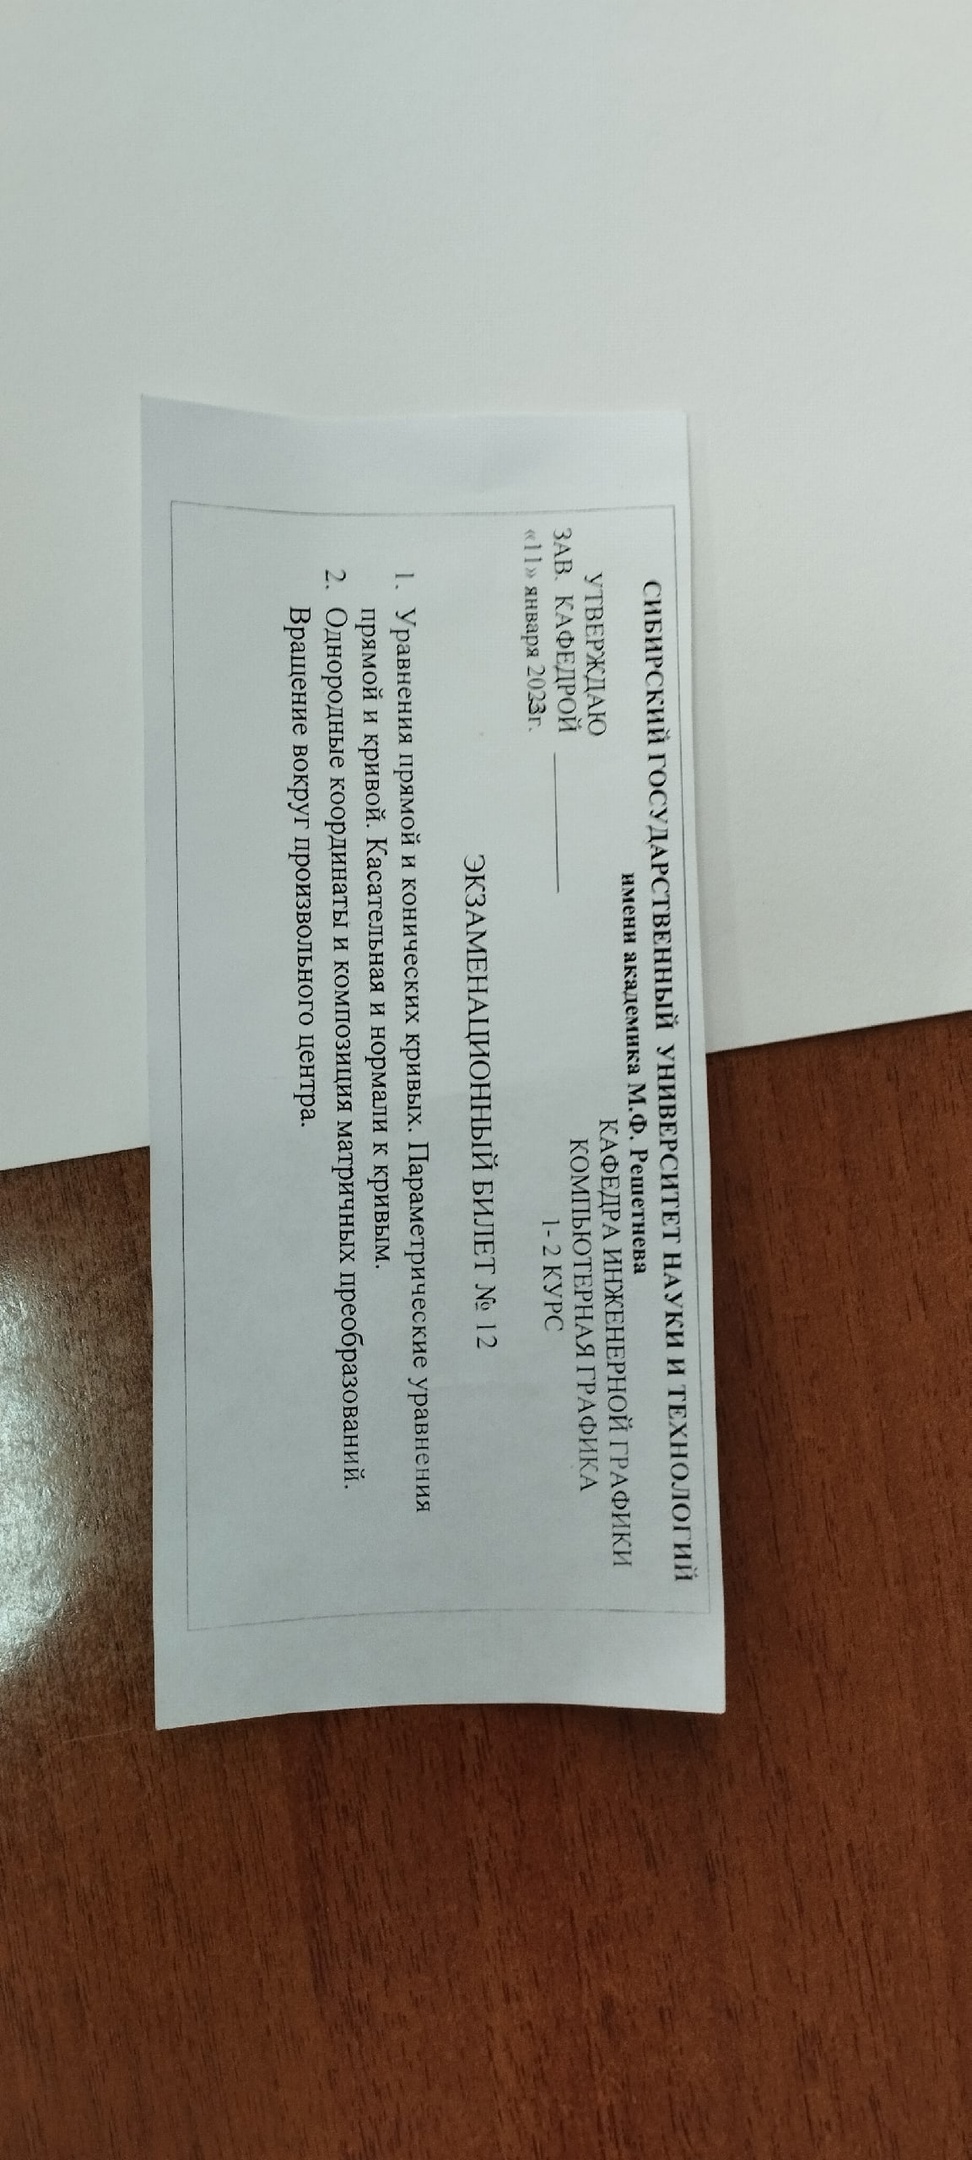 СИБИРСКИЙ ГОСУДАРСТВЕННЫЙ УНИВЕРСИТЕТ НАУКИ И ТЕХНОЛОГИЙ
имени академика М.Ф. Решетнева
УТВЕРЖДАЮ
ЗАВ. КАФЕДРОЙ __________
«11» января 2023г.
КАФЕДРА ИНЖЕНЕРНОЙ ГРАФИКИ
КОМПЬЮТЕРНАЯ ГРАФИКА
1- 2 КУРС
ЭКЗАМЕНАЦИОННЫЙ БИЛЕТ № 12
1. Уравнения прямой и конических кривых. Параметрические уравнения
прямой и кривой. Касательная и нормали к кривым.
2. Однородные координаты и композиция матричных преобразований.
Вращение вокруг произвольного центра.